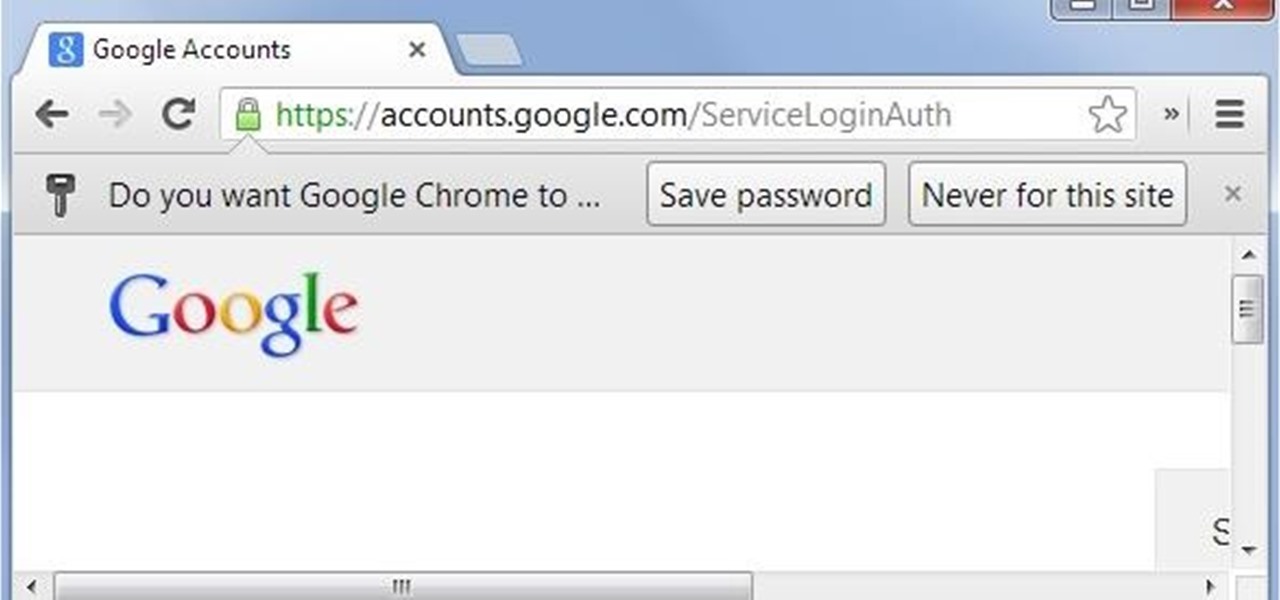 Google Accounts
https://accounts.google.com/ServiceLoginAuth
Do you want Google Chrome to ... Save password Never for this site
Google
S